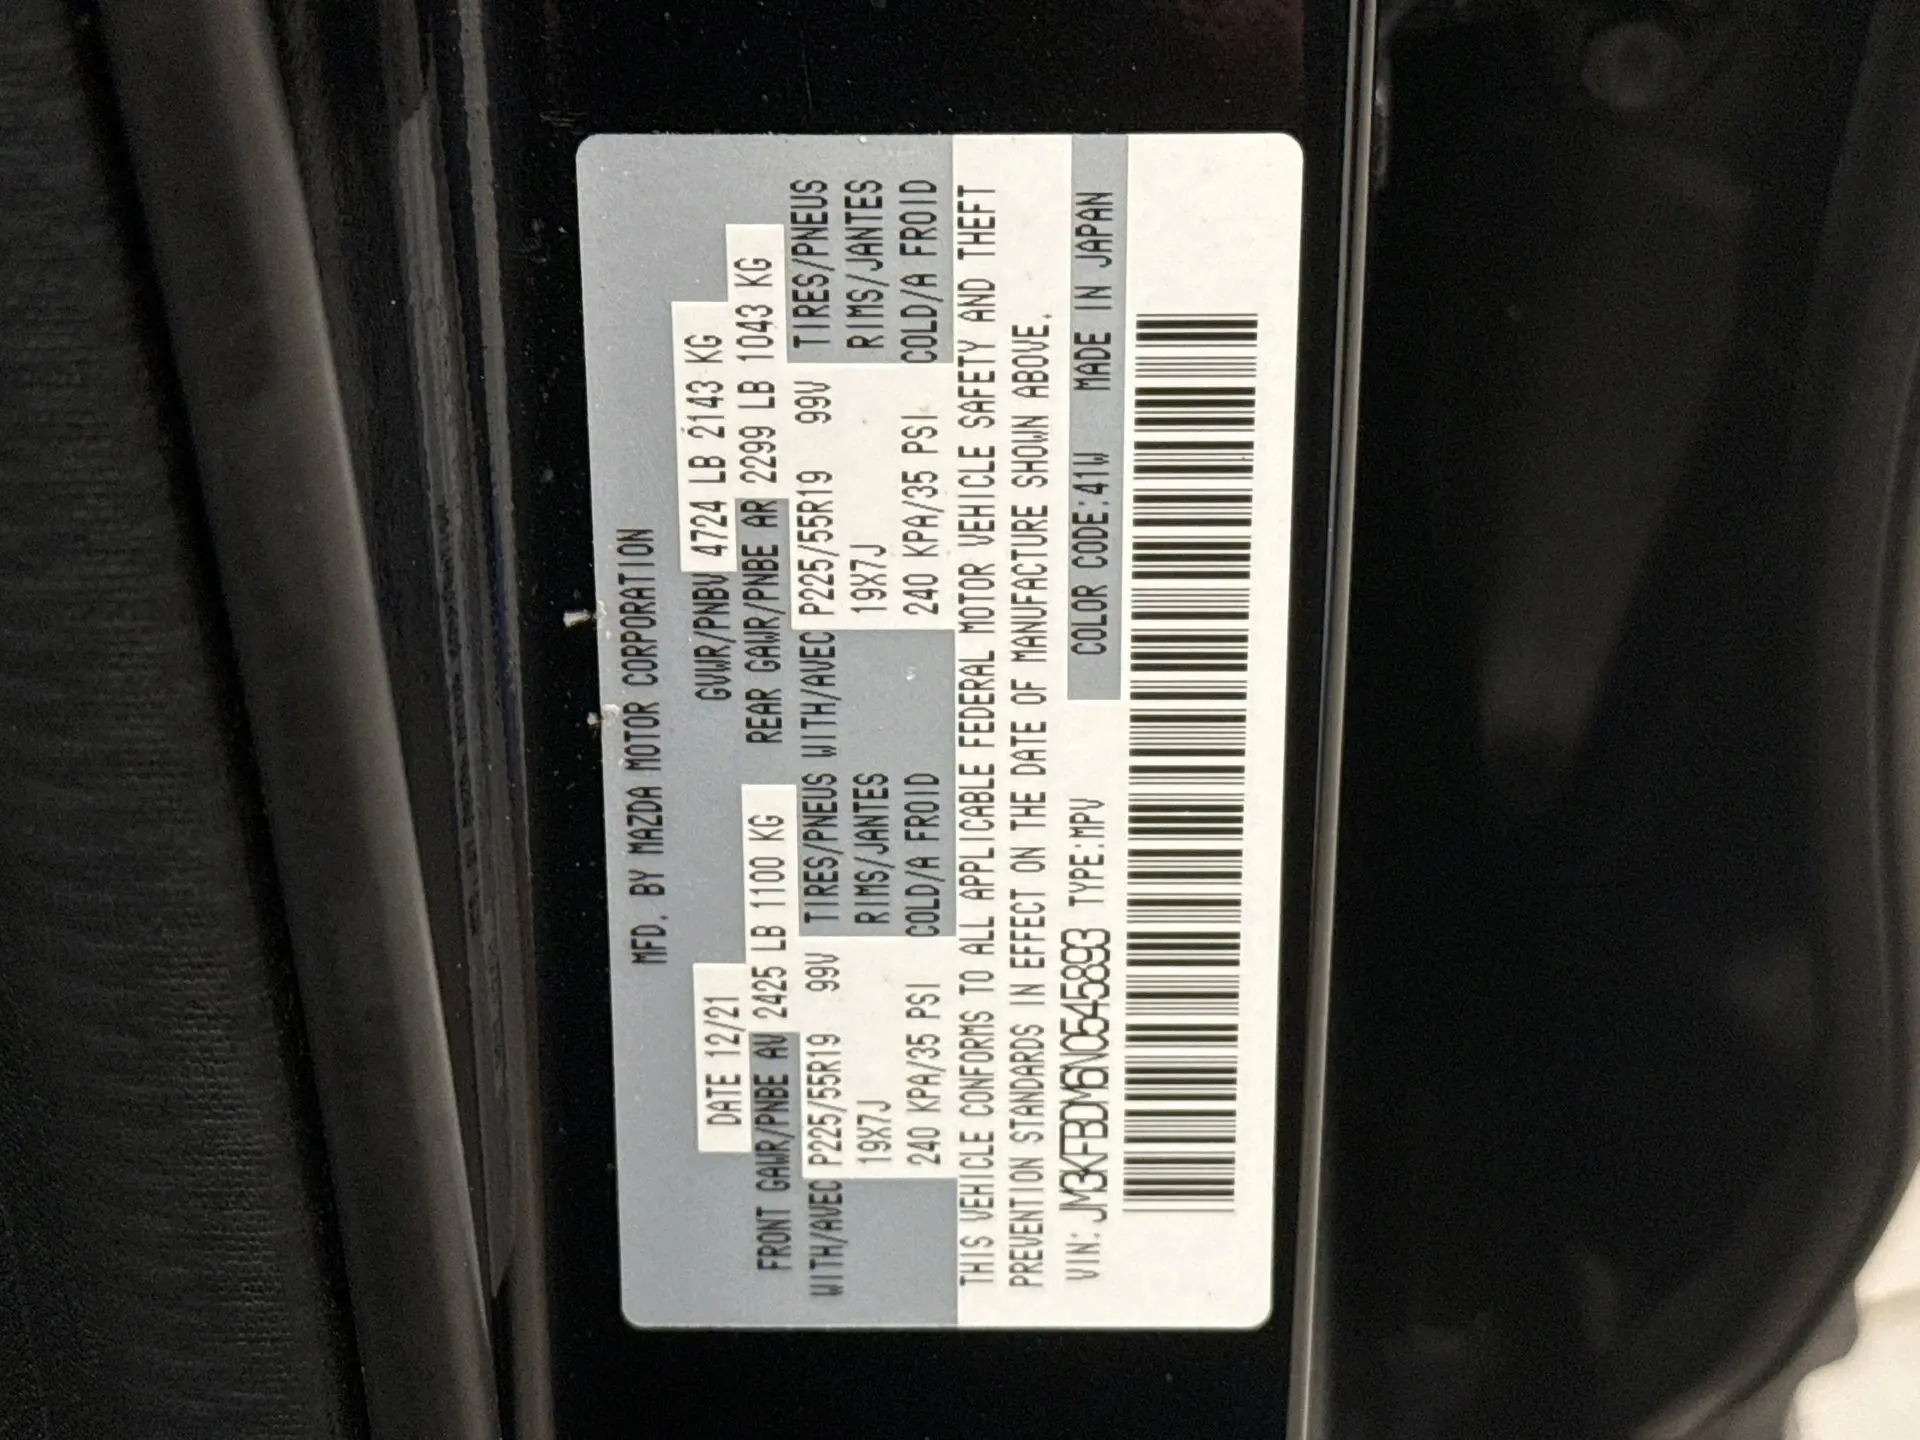 MFD. BY MAZDA MOTOR CORPORATION
DATE 12/21 GVWR/PNBV 4724 LB 2143 KG
FRONT GAWR/PNBE AV 2425 LB 1100 KG REAR GAWR/PNBE AR 2299 LB 1043 KG
WITH/AVEC P225/55R19 99V TIRES/PNEUS WITH/AVEC P225/55R19 99V TIRES/PNEUS
19X7J RIMS/JANTES 19X7J RIMS/JANTES
240 KPA/35 PSI COLD/A FROID 240 KPA/35 PSI COLD/A FROID
THIS VEHICLE CONFORMS TO ALL APPLICABLE FEDERAL MOTOR VEHICLE SAFETY AND THEFT
PREVENTION STANDARDS IN EFFECT ON THE DATE OF MANUFACTURE SHOWN ABOVE.
VIN: JM3KFBDM6N0545893 TYPE:MPV COLOR CODE:41W MADE IN JAPAN